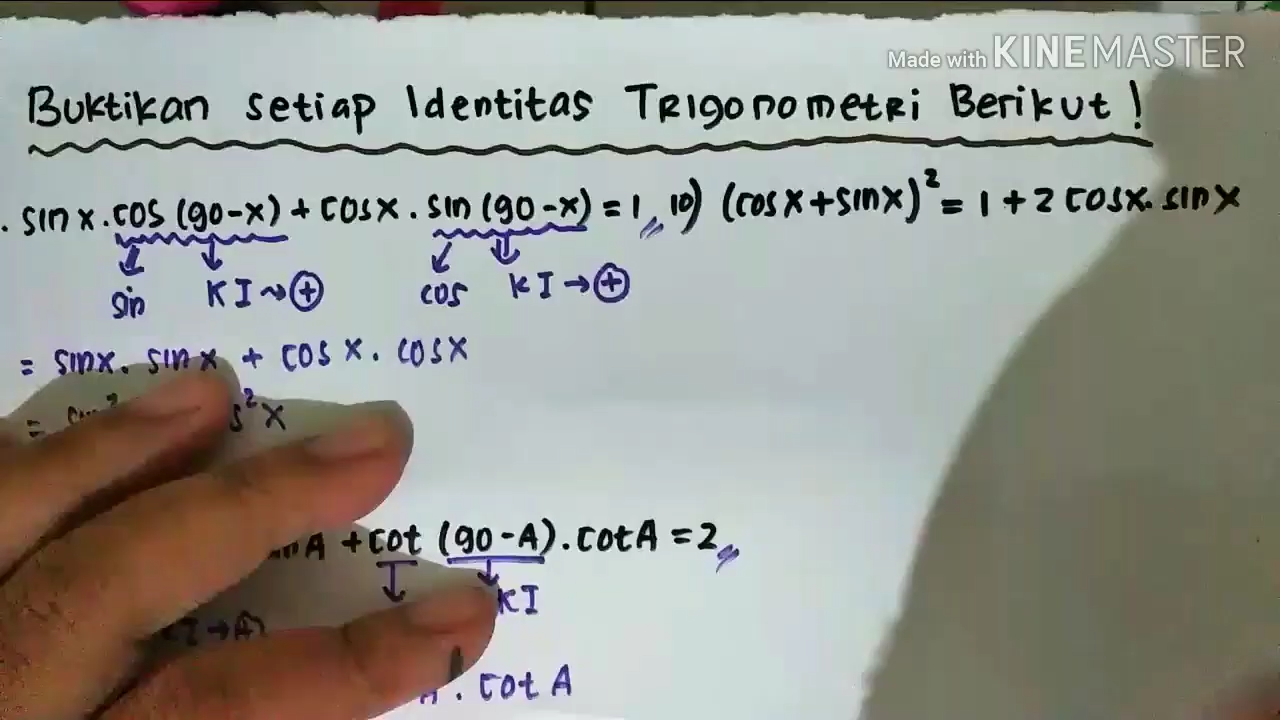 Made with KINEMASTER
Buktikan setiap Identitas Trigonometri Berikut!
. sin x . cos (90-x) + cos x . sin (90-x) = 1,, 10) (cos x + sin x)² = 1 + 2 cos x . sin x
↓ ↓ ↓ ↓
sin KI → ⊕ cos KI → ⊕
= sin x . sin x + cos x . cos x
= s²x
A + cot (90-A) . cot A = 2,,
↓ ↓
KI
. cot A